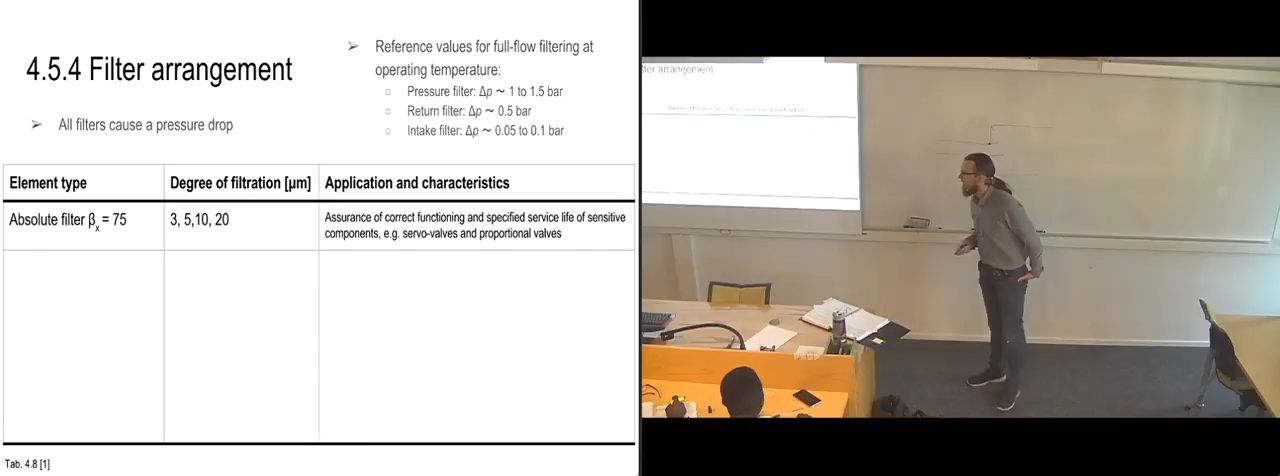 4.5.4 Filter arrangement
➢ All filters cause a pressure drop
➢ Reference values for full-flow filtering at
operating temperature:
○ Pressure filter: Δp ~ 1 to 1.5 bar
○ Return filter: Δp ~ 0.5 bar
○ Intake filter: Δp ~ 0.05 to 0.1 bar
Element type Degree of filtration [µm] Application and characteristics
Absolute filter βx = 75 3, 5,10, 20 Assurance of correct functioning and specified service life of sensitive
components, e.g. servo-valves and proportional valves
Tab. 4.8 [1]
arrangement